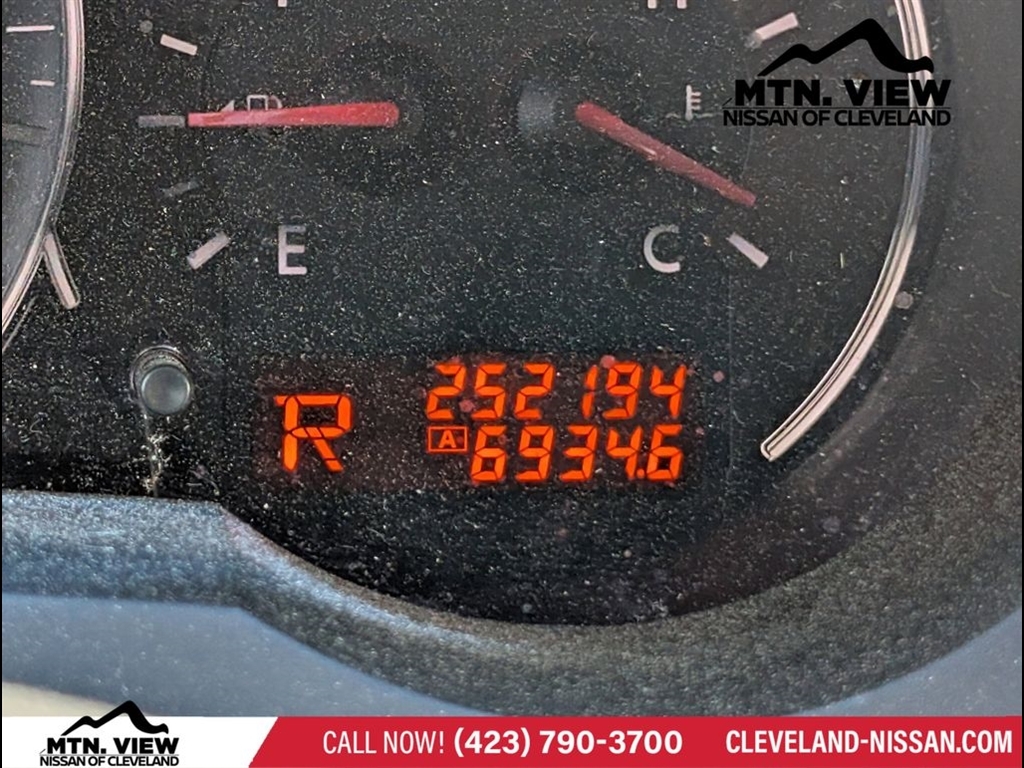 F
H
MTN. VIEW
NISSAN OF CLEVELAND
E
C
252194
R
A 6934.6
MTN. VIEW
NISSAN OF CLEVELAND
CALL NOW! (423) 790-3700
CLEVELAND-NISSAN.COM